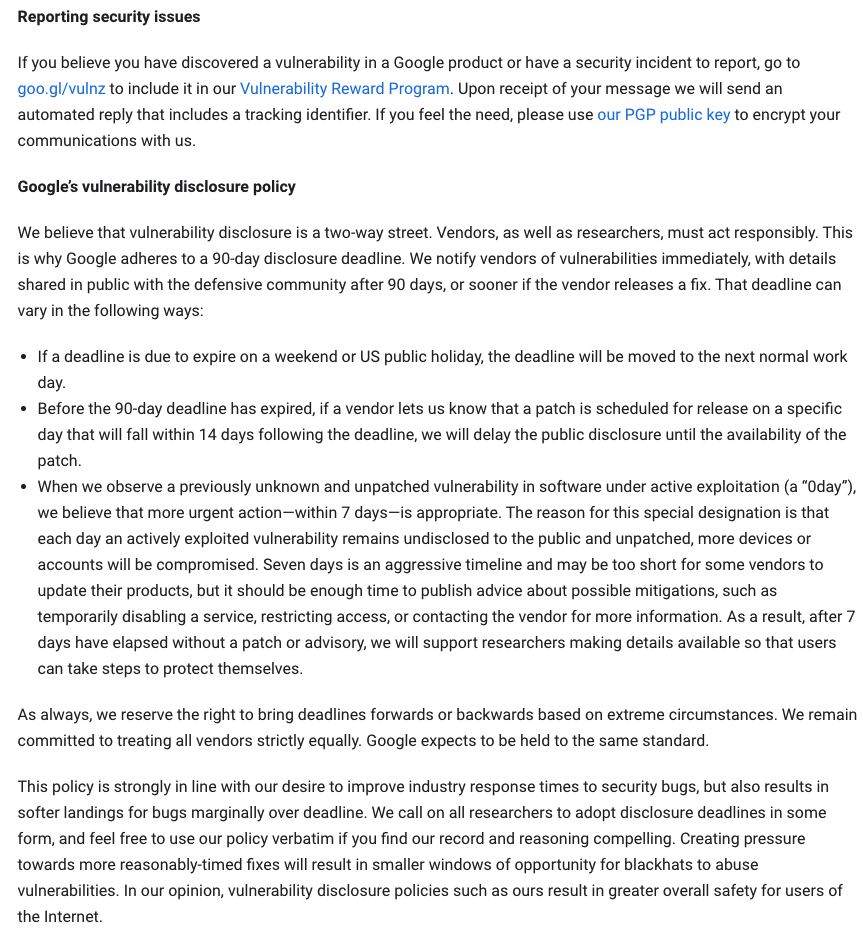 Reporting security issues
If you believe you have discovered a vulnerability in a Google product or have a security incident to report, go to
goo.gl/vulnz to include it in our Vulnerability Reward Program. Upon receipt of your message we will send an
automated reply that includes a tracking identifier. If you feel the need, please use our PGP public key to encrypt your
communications with us.
Google’s vulnerability disclosure policy
We believe that vulnerability disclosure is a two-way street. Vendors, as well as researchers, must act responsibly. This
is why Google adheres to a 90-day disclosure deadline. We notify vendors of vulnerabilities immediately, with details
shared in public with the defensive community after 90 days, or sooner if the vendor releases a fix. That deadline can
vary in the following ways:
• If a deadline is due to expire on a weekend or US public holiday, the deadline will be moved to the next normal work
day.
• Before the 90-day deadline has expired, if a vendor lets us know that a patch is scheduled for release on a specific
day that will fall within 14 days following the deadline, we will delay the public disclosure until the availability of the
patch.
• When we observe a previously unknown and unpatched vulnerability in software under active exploitation (a “0day”),
we believe that more urgent action—within 7 days—is appropriate. The reason for this special designation is that
each day an actively exploited vulnerability remains undisclosed to the public and unpatched, more devices or
accounts will be compromised. Seven days is an aggressive timeline and may be too short for some vendors to
update their products, but it should be enough time to publish advice about possible mitigations, such as
temporarily disabling a service, restricting access, or contacting the vendor for more information. As a result, after 7
days have elapsed without a patch or advisory, we will support researchers making details available so that users
can take steps to protect themselves.
As always, we reserve the right to bring deadlines forwards or backwards based on extreme circumstances. We remain
committed to treating all vendors strictly equally. Google expects to be held to the same standard.
This policy is strongly in line with our desire to improve industry response times to security bugs, but also results in
softer landings for bugs marginally over deadline. We call on all researchers to adopt disclosure deadlines in some
form, and feel free to use our policy verbatim if you find our record and reasoning compelling. Creating pressure
towards more reasonably-timed fixes will result in smaller windows of opportunity for blackhats to abuse
vulnerabilities. In our opinion, vulnerability disclosure policies such as ours result in greater overall safety for users of
the Internet.